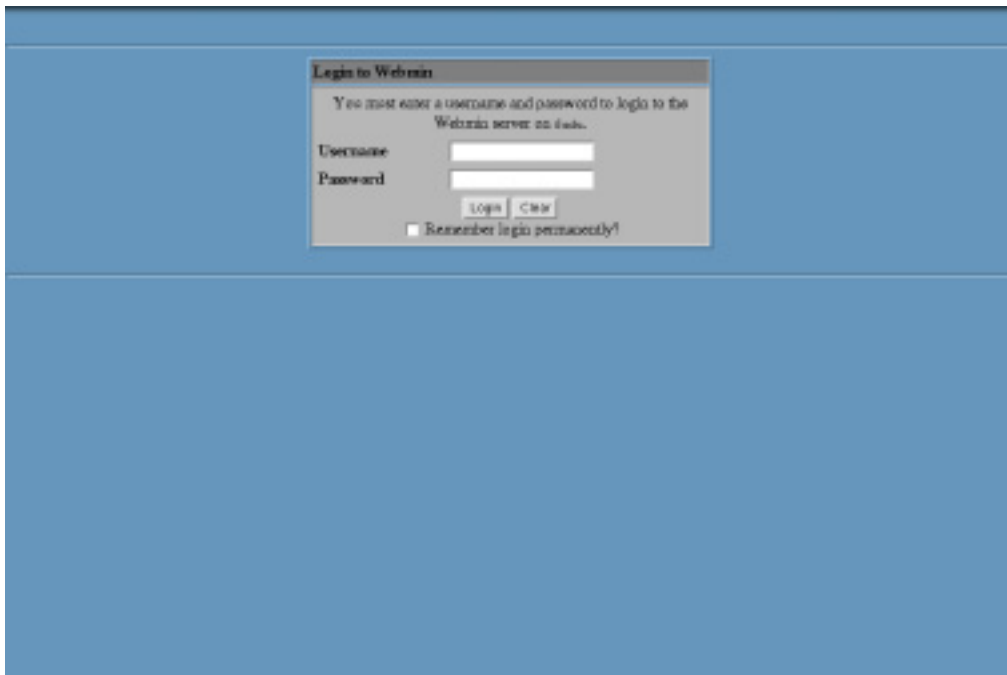 Login to Webmin
You must enter a username and password to login to the
Webmin server on
Username
Password
Login Clear
Remember login permanently?